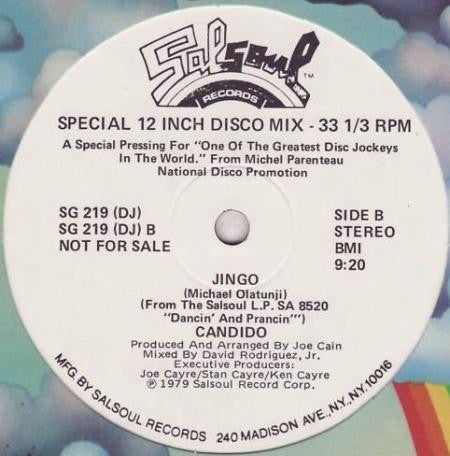 Salsoul
RECORDS TM
SPECIAL 12 INCH DISCO MIX - 33 1/3 RPM
A Special Pressing For "One Of The Greatest Disc Jockeys
In The World." From Michel Parenteau
National Disco Promotion
SG 219 (DJ)
SG 219 (DJ) B
NOT FOR SALE
SIDE B
STEREO
BMI
9:20
JINGO
(Michael Olatunji)
(From The Salsoul L.P. SA 8520
"Dancin' And Prancin'")
CANDIDO
Produced And Arranged By Joe Cain
Mixed By David Rodriguez, Jr.
Executive Producers:
Joe Cayre/Stan Cayre/Ken Cayre
℗ 1979 Salsoul Record Corp.
MFG. BY SALSOUL RECORDS 240 MADISON AVE., N.Y., N.Y. 10016